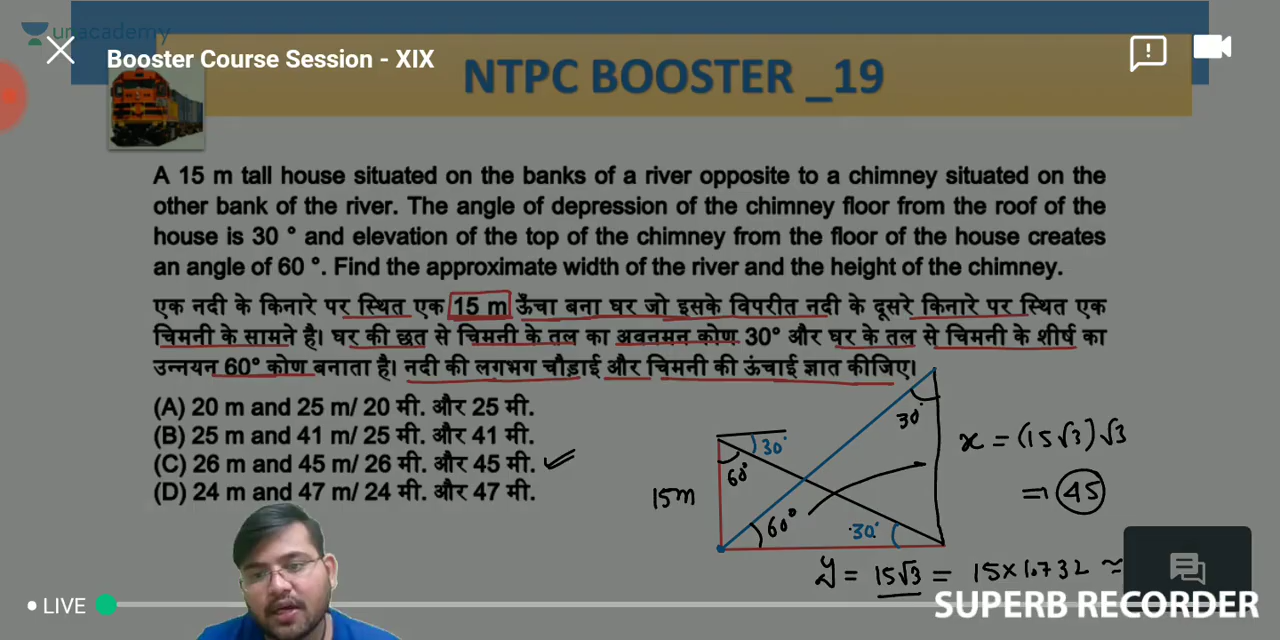 unacademy
Booster Course Session - XIX
NTPC BOOSTER _19
A 15 m tall house situated on the banks of a river opposite to a chimney situated on the
other bank of the river. The angle of depression of the chimney floor from the roof of the
house is 30 ° and elevation of the top of the chimney from the floor of the house creates
an angle of 60 °. Find the approximate width of the river and the height of the chimney.
एक नदी के किनारे पर स्थित एक 15 m ऊँचा बना घर जो इसके विपरीत नदी के दूसरे किनारे पर स्थित एक
चिमनी के सामने है। घर की छत से चिमनी के तल का अवनमन कोण 30° और घर के तल से चिमनी के शीर्ष का
उन्नयन 60° कोण बनाता है। नदी की लगभग चौड़ाई और चिमनी की ऊंचाई ज्ञात कीजिए।
(A) 20 m and 25 m/ 20 मी. और 25 मी.
(B) 25 m and 41 m/ 25 मी. और 41 मी.
(C) 26 m and 45 m/ 26 मी. और 45 मी.
(D) 24 m and 47 m/ 24 मी. और 47 मी.
30°
30°
60°
15m
60°
30°
x = (15√3)√3
= 45
y = 15√3 = 15×1.732 ≈
LIVE
SUPERB RECORDER